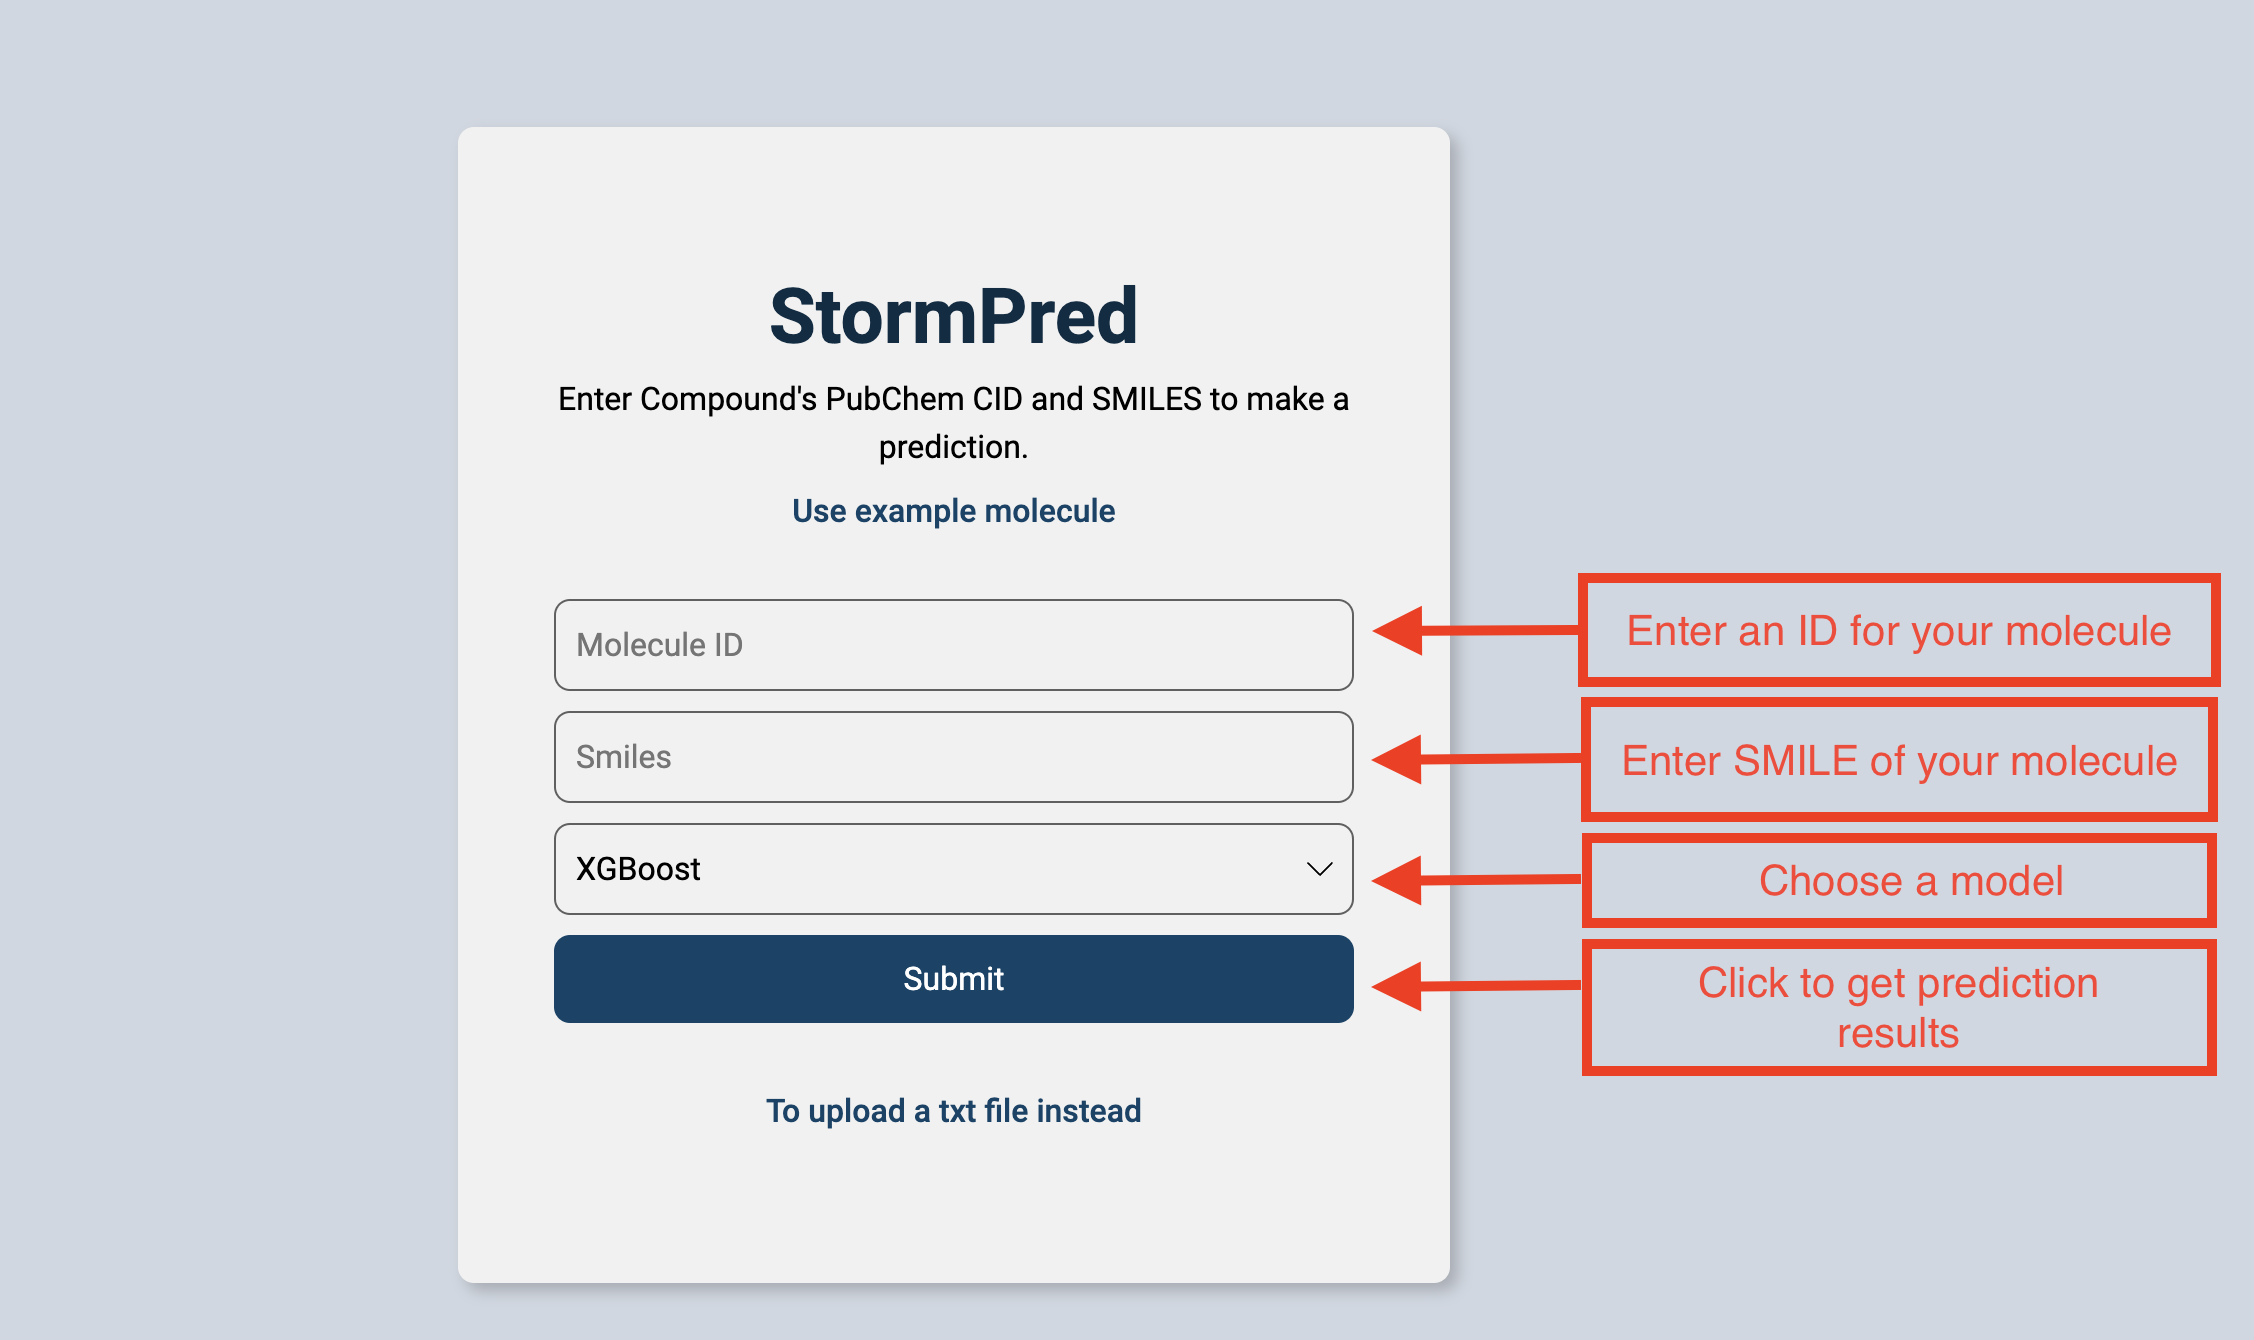 StormPred
Enter Compound's PubChem CID and SMILES to make a
prediction.
Use example molecule
Molecule ID
Enter an ID for your molecule
Smiles
Enter SMILE of your molecule
XGBoost
Choose a model
Submit
Click to get prediction
results
To upload a txt file instead